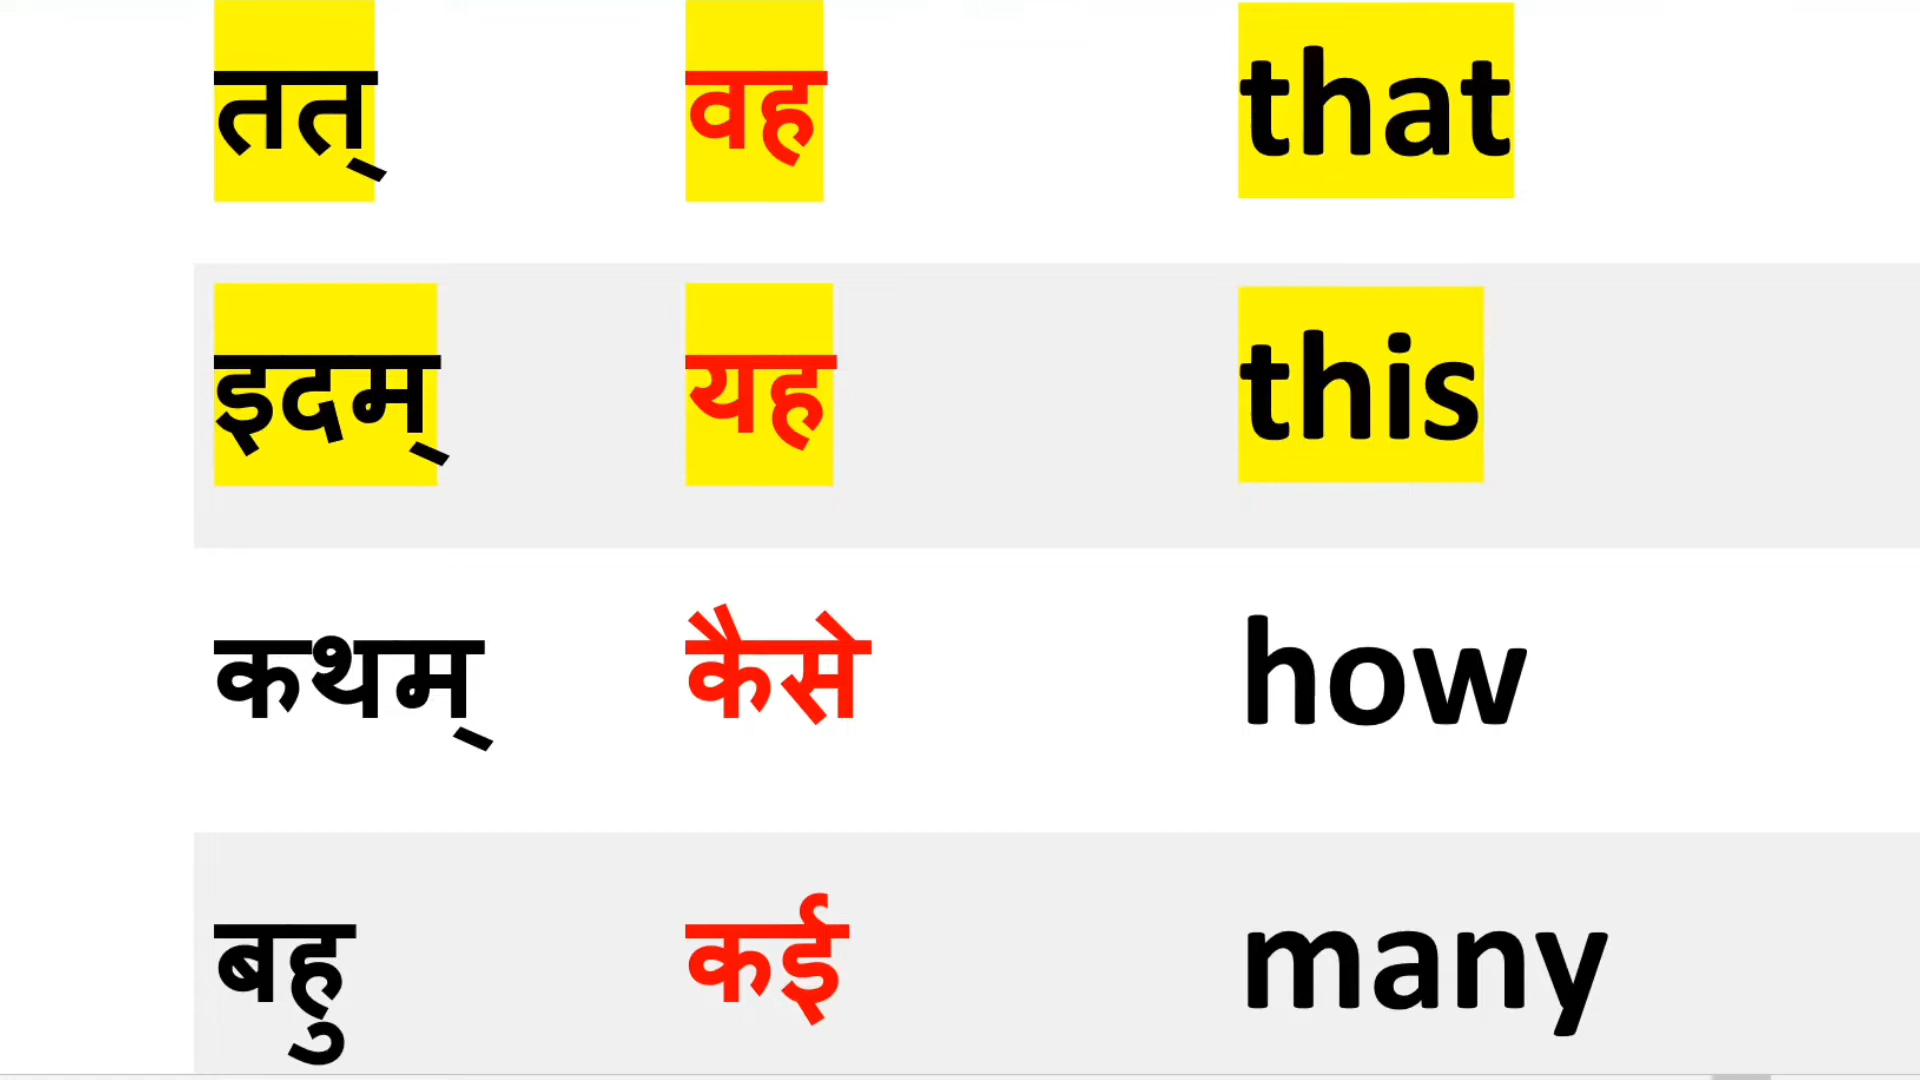 तत् वह that
इदम् यह this
कथम् कैसे how
बहु कई many